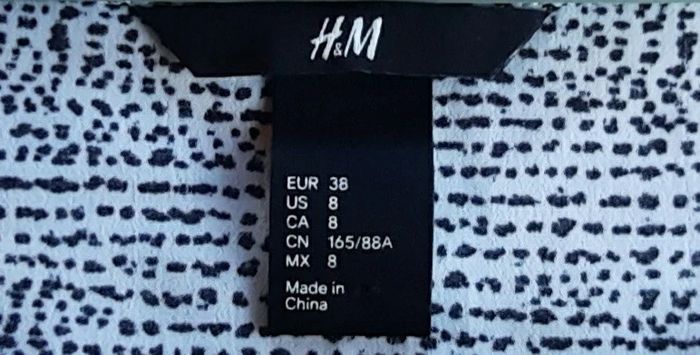 H&M
EUR 38
US 8
CA 8
CN 165/88A
MX 8
Made in
China